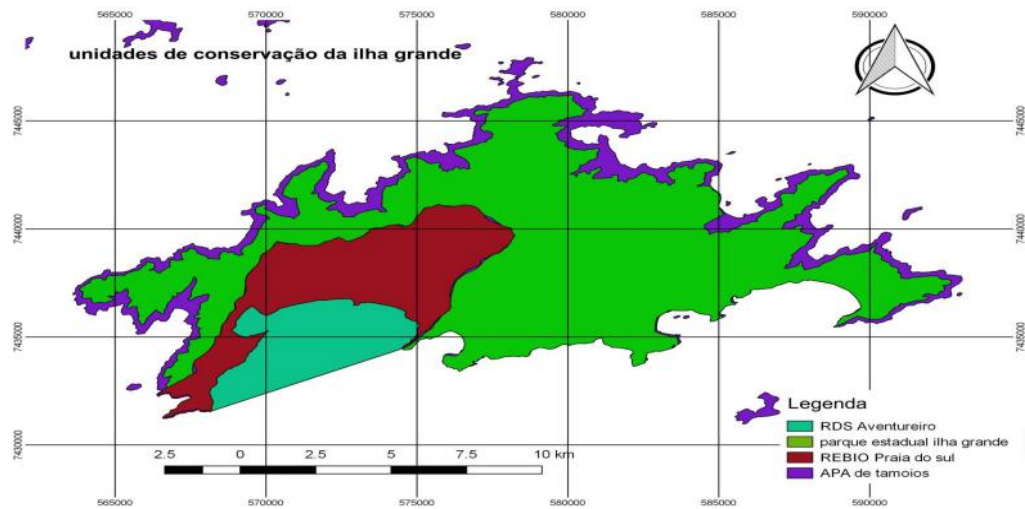 565000 570000 575000 580000 585000 590000
unidades de conservação da ilha grande
7445000 7445000
7440000 7440000
7435000 7435000
7430000
Legenda
RDS Aventureiro
parque estadual ilha grande
REBIO Praia do sul
APA de tamoios
2.5 0 2.5 5 7.5 10 km
565000 570000 575000 580000 585000 590000